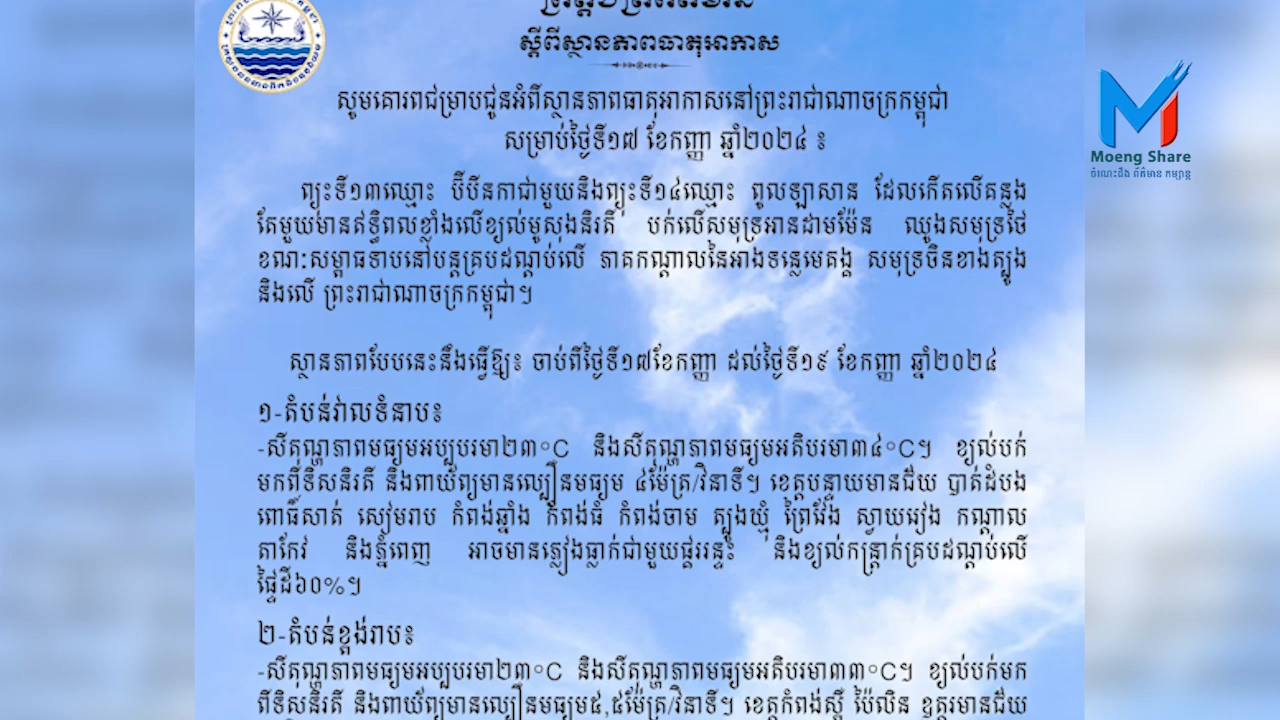 ស្តីពីស្ថានភាពធាតុអាកាស
សូមគោរពជម្រាបជូនអំពីស្ថានភាពធាតុអាកាសនៅព្រះរាជាណាចក្រកម្ពុជា
សម្រាប់ថ្ងៃទី១៧ ខែកញ្ញា ឆ្នាំ២០២៤ ៖
ព្យុះទី១៣ឈ្មោះ ប៊ីប៊ីនកាជាមួយនិងព្យុះទី១៤ឈ្មោះ ពូលឡាសាន ដែលកើតលើគន្លង
តែមួយមានឥទ្ធិពលខ្លាំងលើខ្យល់មូសុងនិរតី បក់លើសមុទ្រអានដាមម៉ែន ឈូងសមុទ្រថៃ
ខណៈសម្ពាធទាបនៅបន្តគ្របដណ្តប់លើ ភាគកណ្តាលនៃអាងទន្លេមេគង្គ សមុទ្រចិនខាងត្បូង
និងលើ ព្រះរាជាណាចក្រកម្ពុជា។
ស្ថានភាពបែបនេះនឹងធ្វើឱ្យ៖ ចាប់ពីថ្ងៃទី១៧ខែកញ្ញា ដល់ថ្ងៃទី១៩ ខែកញ្ញា ឆ្នាំ២០២៤
១-តំបន់វាលទំនាប៖
-សីតុណ្ហភាពមធ្យមអប្បបរមា២៣°C និងសីតុណ្ហភាពមធ្យមអតិបរមា៣៤°C។ ខ្យល់បក់
មកពីទិសនិរតី និងពាយ័ព្យមានល្បឿនមធ្យម ៤ម៉ែត្រ/វិនាទី។ ខេត្តបន្ទាយមានជ័យ បាត់ដំបង
ពោធិ៍សាត់ សៀមរាប កំពង់ឆ្នាំង កំពង់ធំ កំពង់ចាម ត្បូងឃ្មុំ ព្រៃវែង ស្វាយរៀង កណ្តាល
តាកែវ និងភ្នំពេញ អាចមានភ្លៀងធ្លាក់ជាមួយផ្គររន្ទះ និងខ្យល់កន្ត្រាក់គ្របដណ្តប់លើ
ផ្ទៃដី៦០%។
២-តំបន់ខ្ពង់រាប៖
-សីតុណ្ហភាពមធ្យមអប្បបរមា២៣°C និងសីតុណ្ហភាពមធ្យមអតិបរមា៣៣°C។ ខ្យល់បក់មក
ពីទិសនិរតី និងពាយ័ព្យមានល្បឿនមធ្យម៥,៥ម៉ែត្រ/វិនាទី។ ខេត្តកំពង់ស្ពឺ ប៉ៃលិន ឧត្តរមានជ័យ
Moeng Share
ចំណេះដឹង ព័ត៌មាន កម្សាន្ត